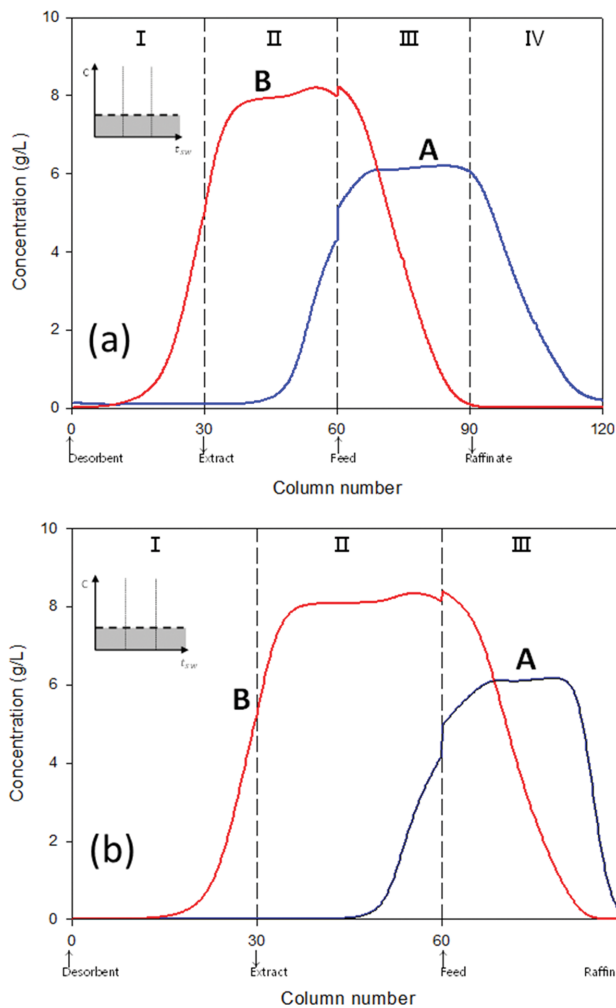 10
I II III IV
8
B
C
t_sw
6
A
Concentration (g/L)
4
2
(a)
0
0 30 60 90 120
Desorbent Extract Feed Raffinate
Column number
10
I II III
8
C
t_sw
6
A
B
Concentration (g/L)
4
2
(b)
0
0 30 60
Desorbent Extract Feed Raffin
Column number